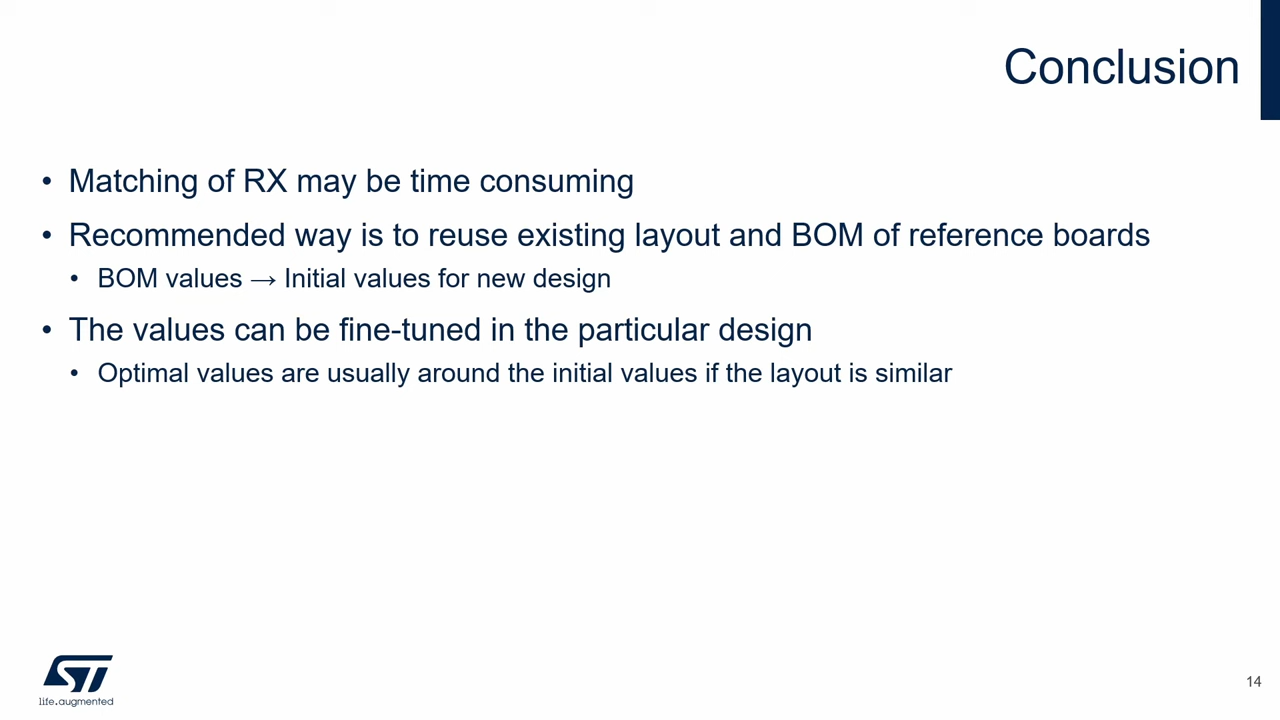 Conclusion
• Matching of RX may be time consuming
• Recommended way is to reuse existing layout and BOM of reference boards
• BOM values → Initial values for new design
• The values can be fine-tuned in the particular design
• Optimal values are usually around the initial values if the layout is similar
ST
life.augmented
14